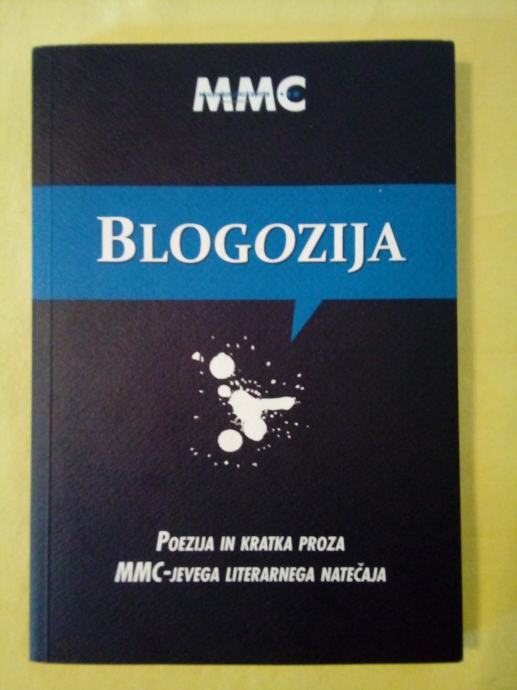 MMC
BLOGOZIJA
POEZIJA IN KRATKA PROZA
MMC-JEVEGA LITERARNEGA NATEČAJA